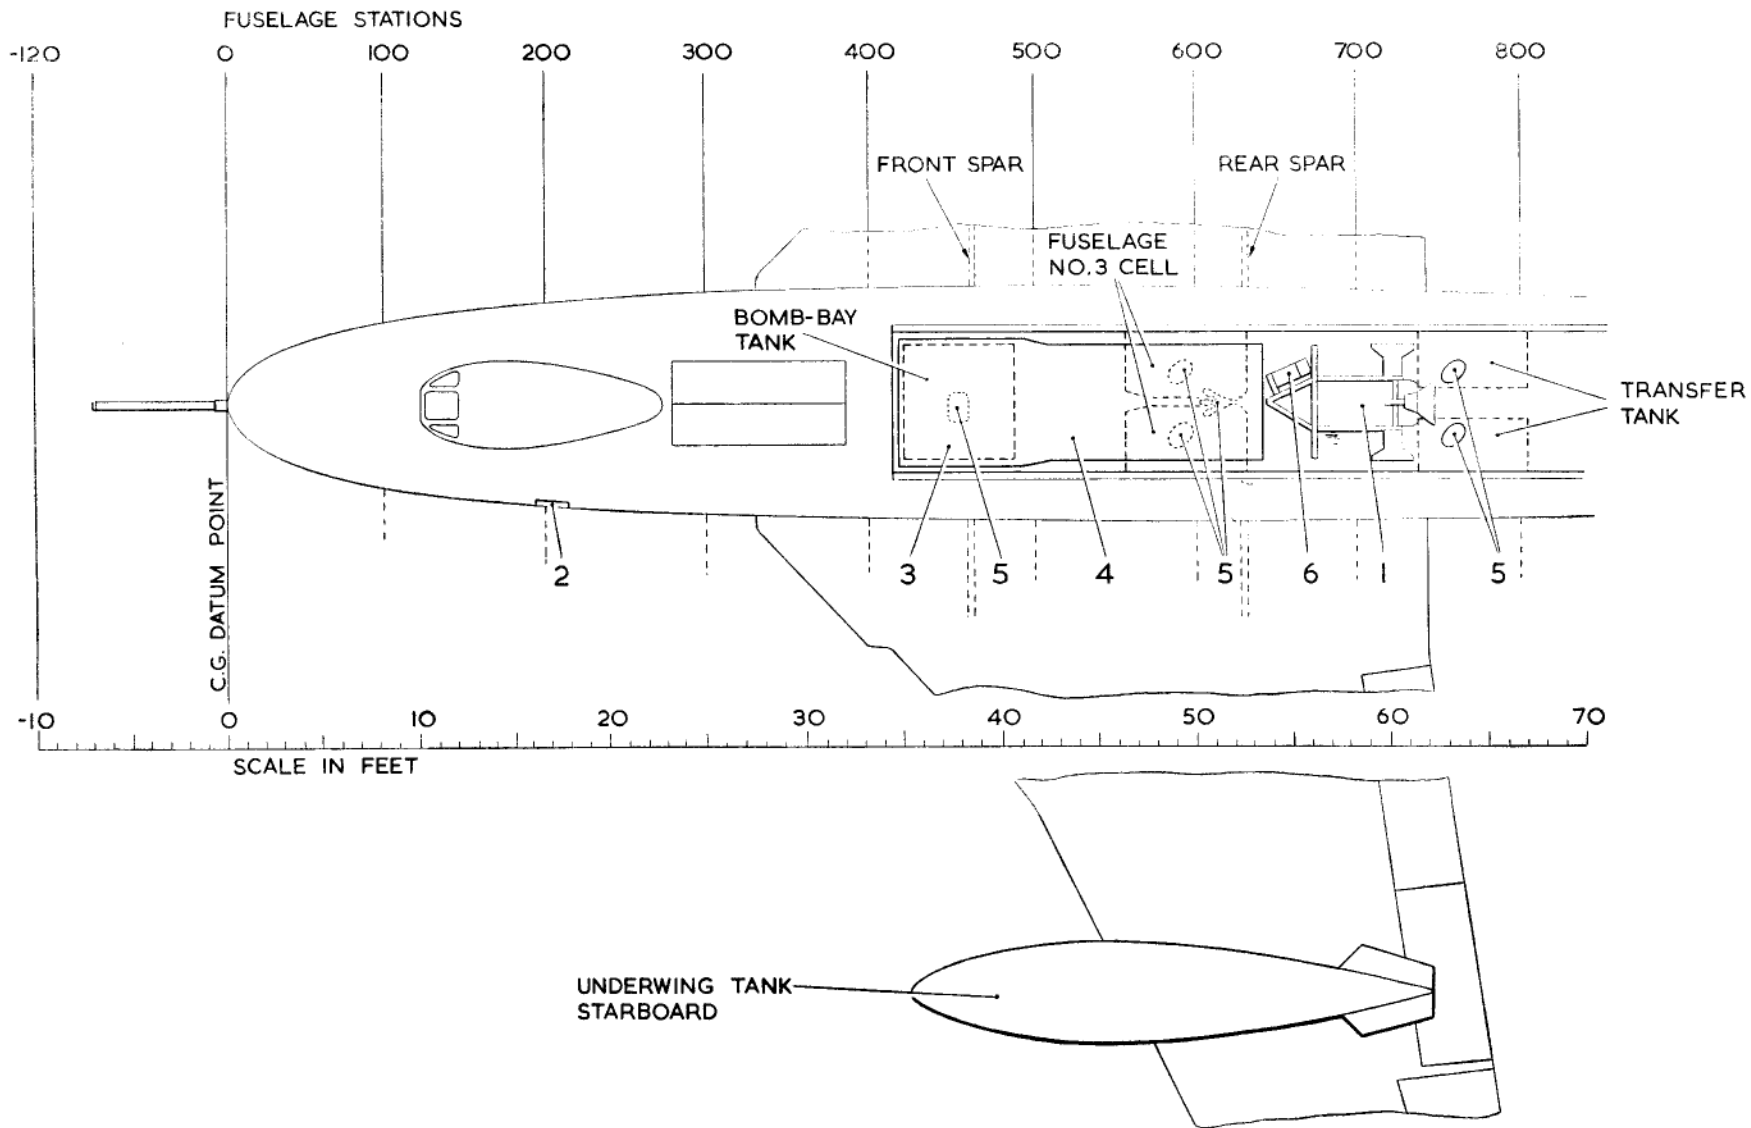 FUSELAGE STATIONS
-120 0 100 200 300 400 500 600 700 800
FRONT SPAR
REAR SPAR
FUSELAGE
NO.3 CELL
BOMB-BAY
TANK
TRANSFER
TANK
C.G. DATUM POINT
2 3 5 4 5 6 1 5
-10 0 10 20 30 40 50 60 70
SCALE IN FEET
UNDERWING TANK
STARBOARD